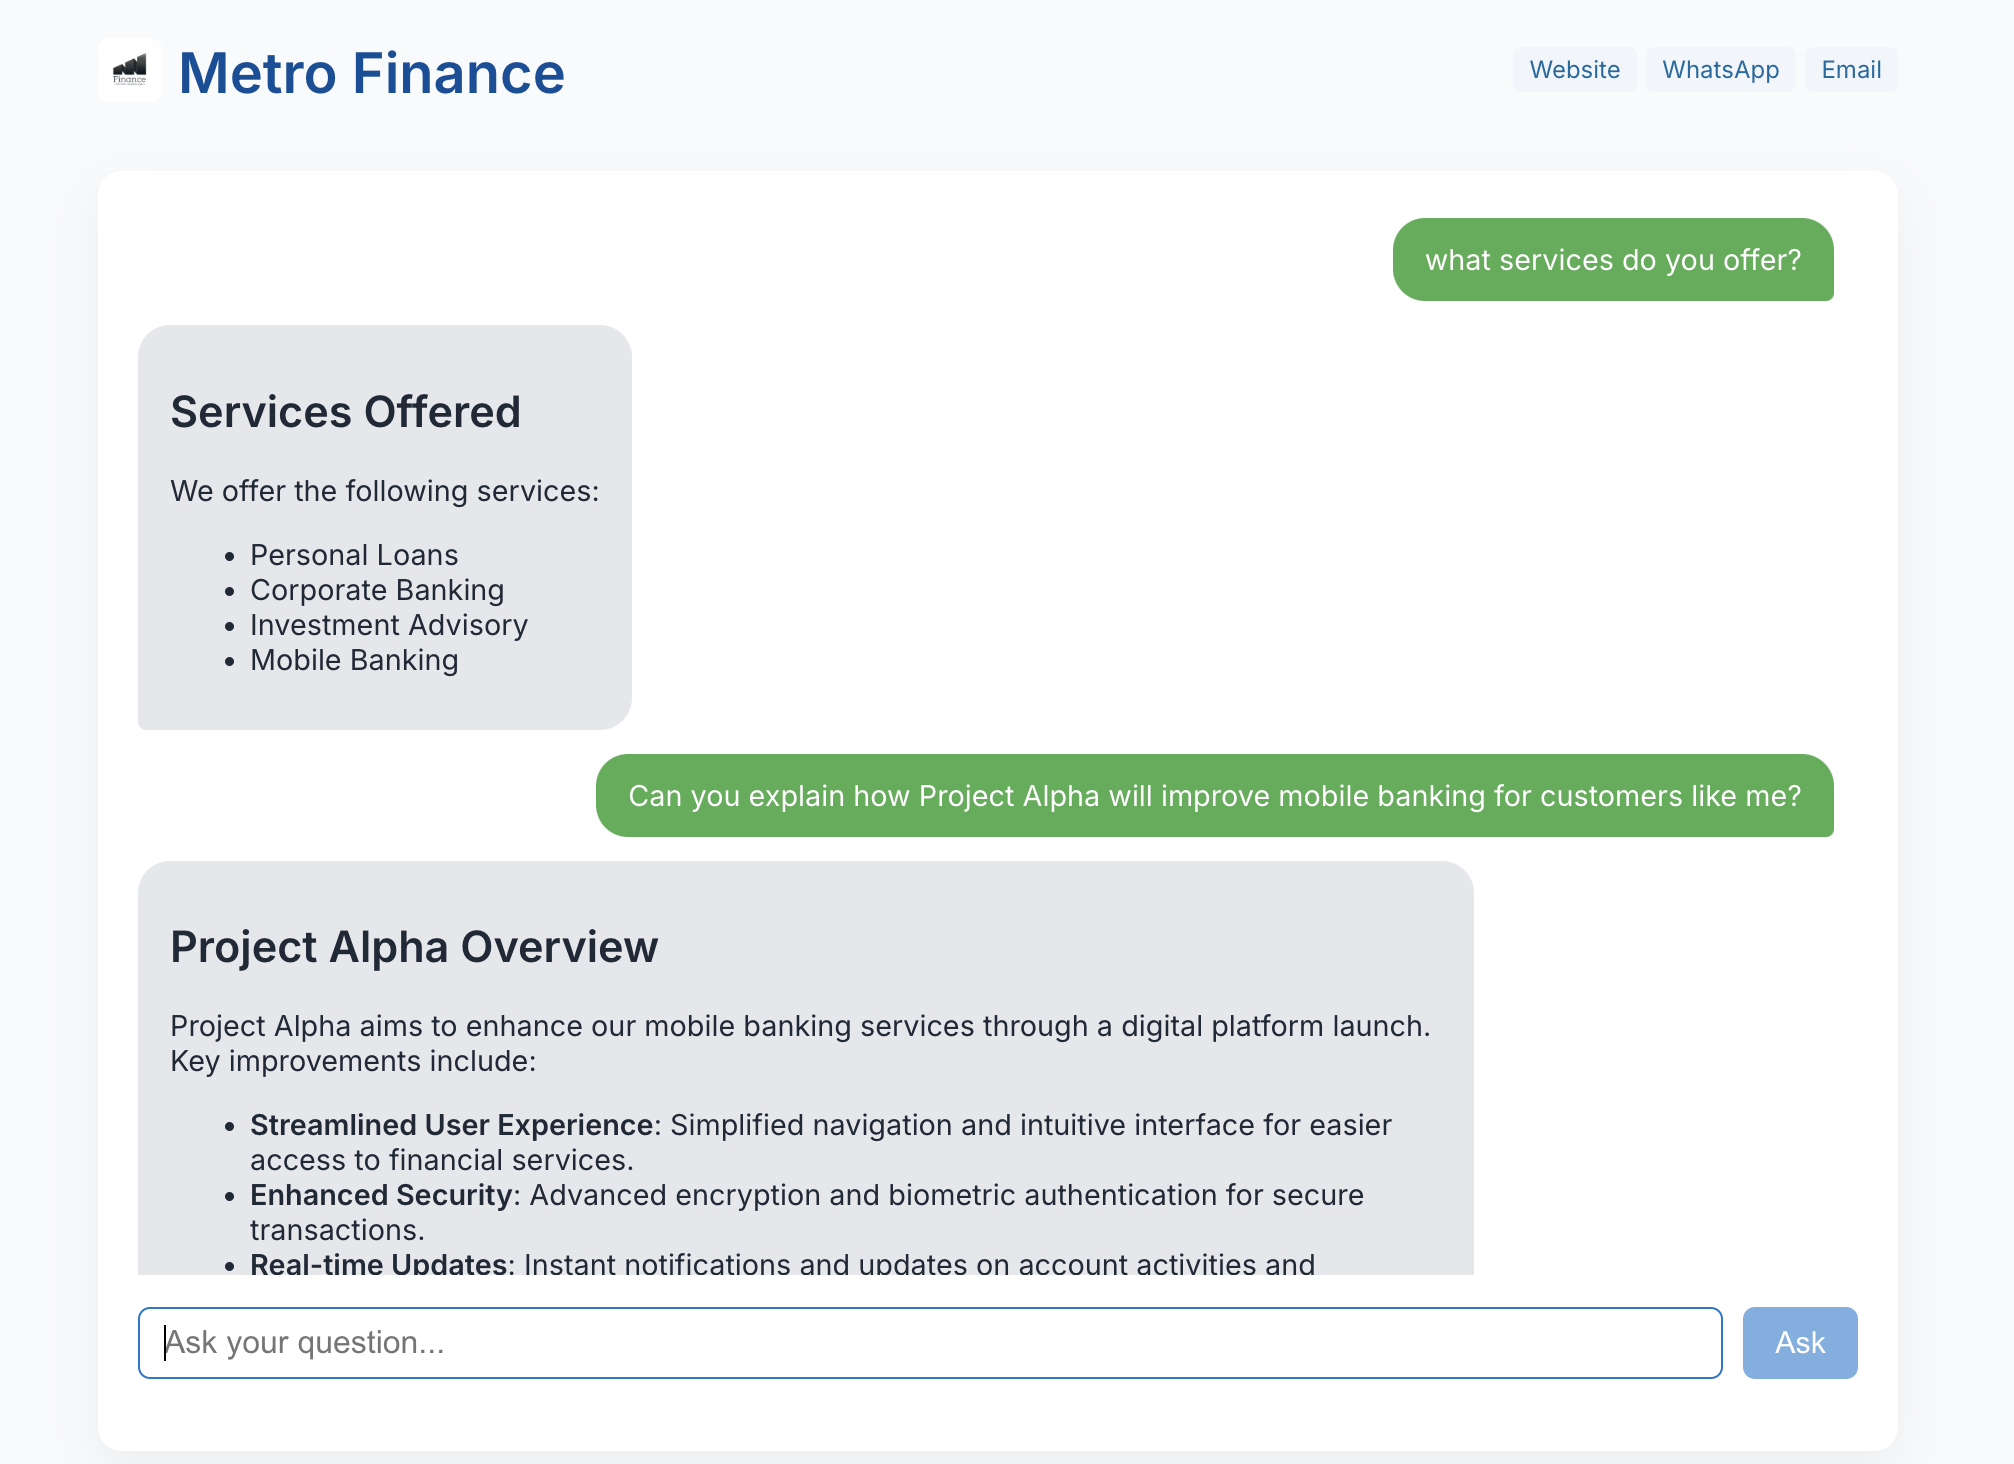 Finance
Metro Finance
Website
WhatsApp
Email
what services do you offer?
Services Offered
We offer the following services:
• Personal Loans
• Corporate Banking
• Investment Advisory
• Mobile Banking
Can you explain how Project Alpha will improve mobile banking for customers like me?
Project Alpha Overview
Project Alpha aims to enhance our mobile banking services through a digital platform launch.
Key improvements include:
• Streamlined User Experience: Simplified navigation and intuitive interface for easier
access to financial services.
• Enhanced Security: Advanced encryption and biometric authentication for secure
transactions.
• Real-time Updates: Instant notifications and updates on account activities and
Ask your question...
Ask